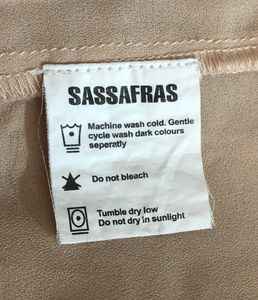 SASSAFRAS
Machine wash cold. Gentle
cycle wash dark colours
seperatly
Do not bleach
Tumble dry low
Do not dry in sunlight